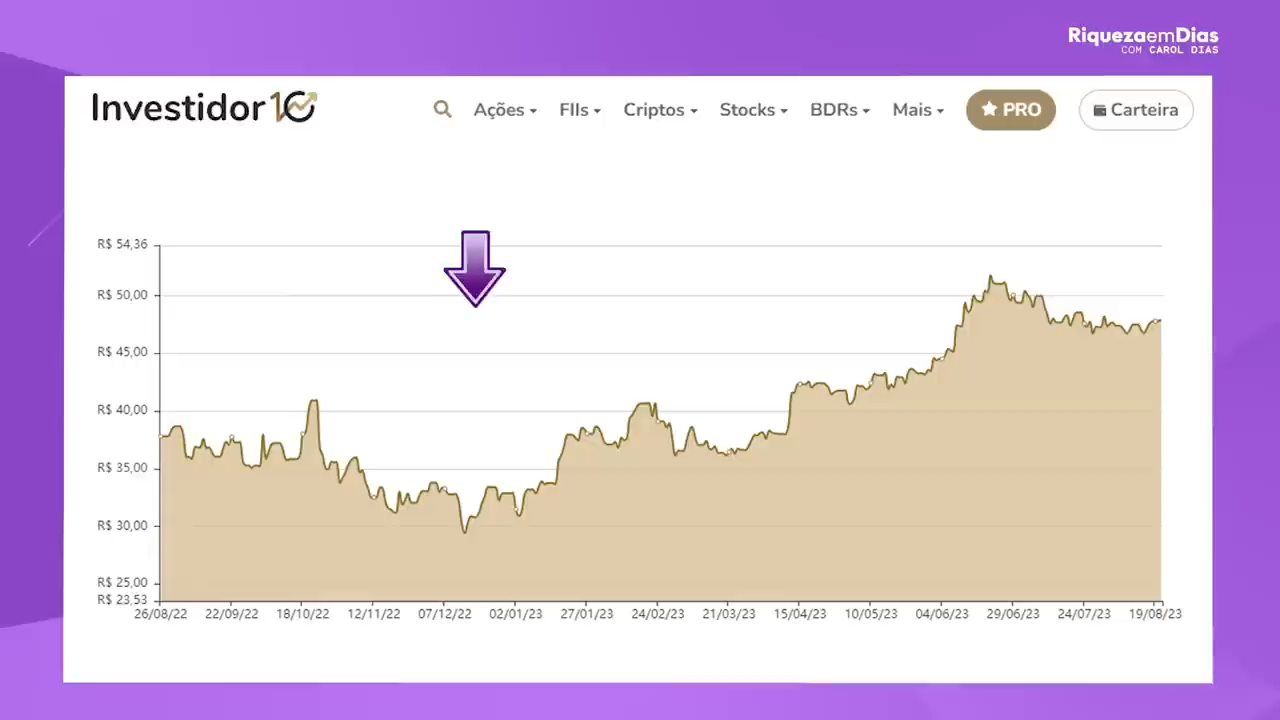 RiquezaemDias
COM CAROL DIAS
Investidor 10
Ações
FIIs
Criptos
Stocks
BDRs
Mais
PRO
Carteira
R$ 54,36
R$ 50,00
R$ 45,00
R$ 40,00
R$ 35,00
R$ 30,00
R$ 25,00
R$ 23,53
26/08/22 22/09/22 18/10/22 12/11/22 07/12/22 02/01/23 27/01/23 24/02/23 21/03/23 15/04/23 10/05/23 04/06/23 29/06/23 24/07/23 19/08/23